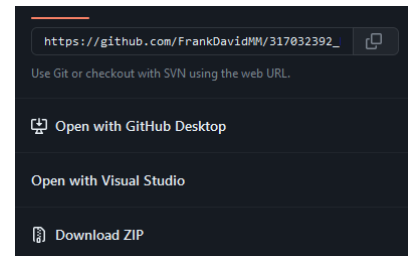 https://github.com/FrankDavidMM/317032392_
Use Git or checkout with SVN using the web URL.
Open with GitHub Desktop
Open with Visual Studio
Download ZIP